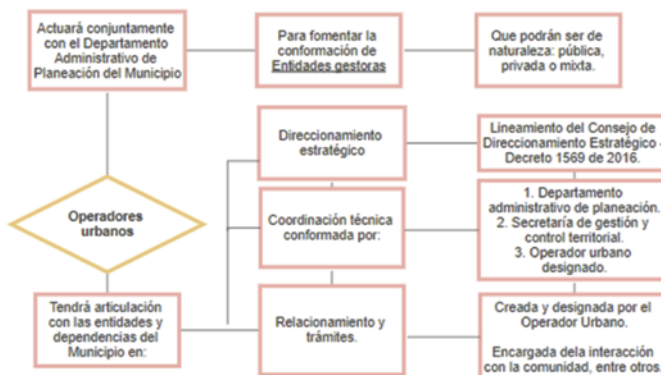 Actuará conjuntamente
con el Departamento
Administrativo de
Planeación del Municipio
Para fomentar la
conformación de
Entidades gestoras
Que podrán ser de
naturaleza: pública,
privada o mixta.
Direccionamiento
estratégico
Lineamiento del Consejo de
Direccionamiento Estratégico -
Decreto 1569 de 2016.
Operadores
urbanos
Coordinación técnica
conformada por:
1. Departamento
administrativo de planeación.
2. Secretaría de gestión y
control territorial.
3. Operador urbano
designado.
Tendrá articulación
con las entidades y
dependencias del
Municipio en:
Relacionamiento y
trámites.
Creada y designada por el
Operador Urbano.
Encargada dela interacción
con la comunidad, entre otros.